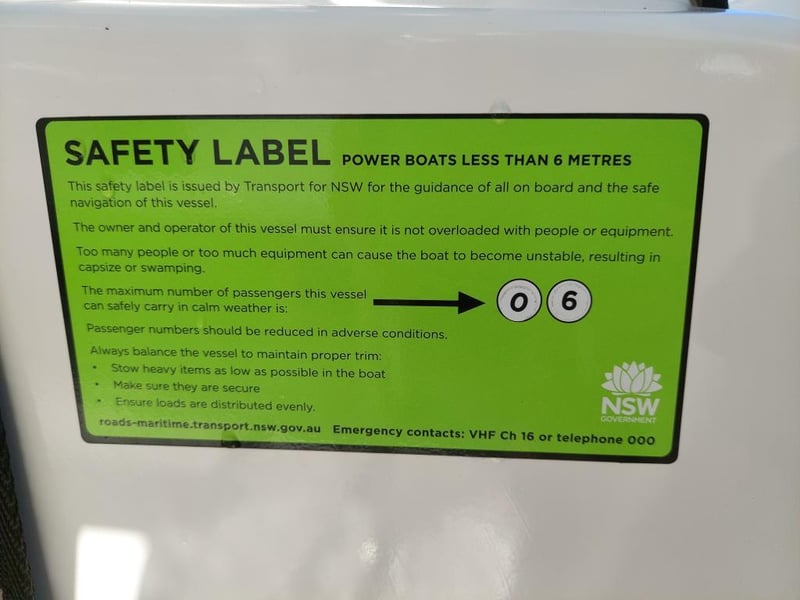 SAFETY LABEL POWER BOATS LESS THAN 6 METRES
This safety label is issued by Transport for NSW for the guidance of all on board and the safe
navigation of this vessel.
The owner and operator of this vessel must ensure it is not overloaded with people or equipment.
Too many people or too much equipment can cause the boat to become unstable, resulting in
capsize or swamping.
The maximum number of passengers this vessel
can safely carry in calm weather is:
0 6
Passenger numbers should be reduced in adverse conditions.
Always balance the vessel to maintain proper trim:
• Stow heavy items as low as possible in the boat
• Make sure they are secure
• Ensure loads are distributed evenly.
NSW
GOVERNMENT
roads-maritime.transport.nsw.gov.au Emergency contacts: VHF Ch 16 or telephone 000